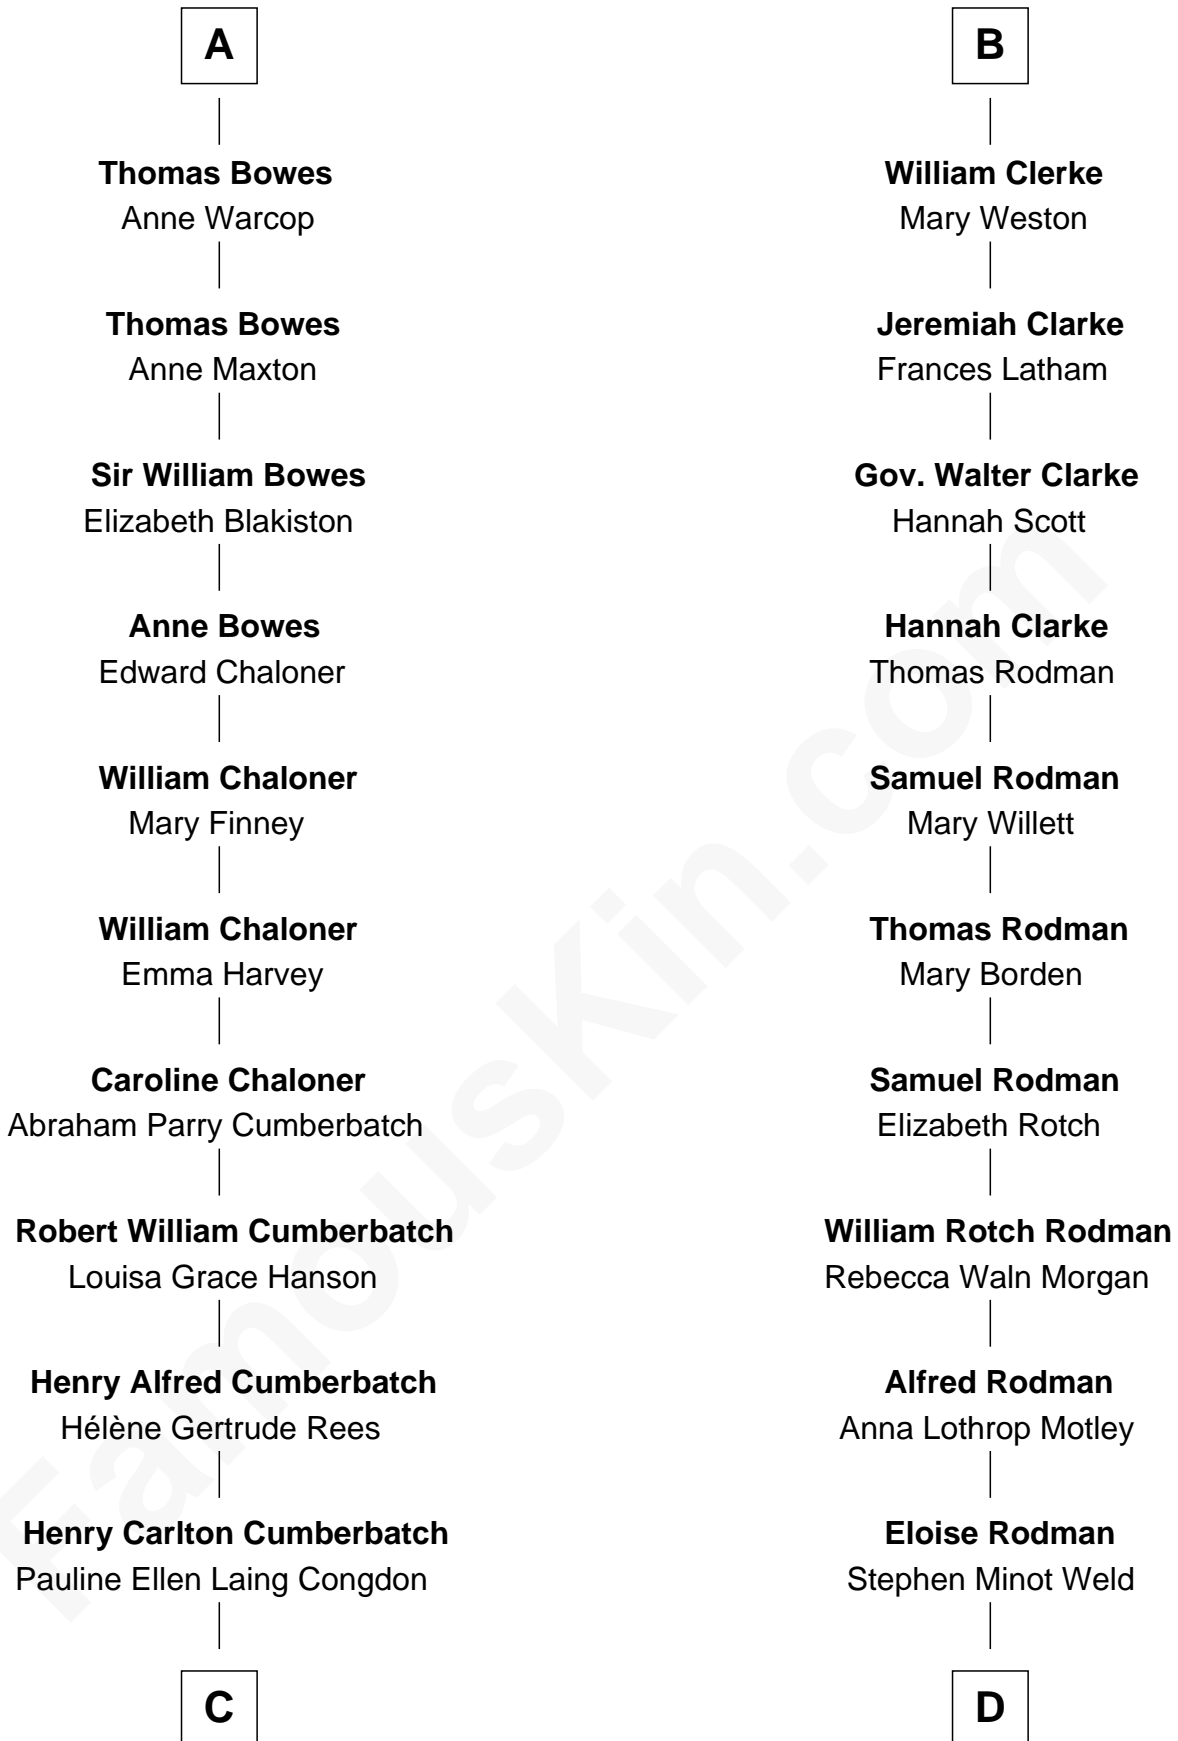 A
Thomas Bowes
Anne Warcop
Thomas Bowes
Anne Maxton
Sir William Bowes
Elizabeth Blakiston
Anne Bowes
Edward Chaloner
William Chaloner
Mary Finney
William Chaloner
Emma Harvey
Caroline Chaloner
Abraham Parry Cumberbatch
Robert William Cumberbatch
Louisa Grace Hanson
Henry Alfred Cumberbatch
Hélène Gertrude Rees
Henry Carlton Cumberbatch
Pauline Ellen Laing Congdon
C
B
William Clerke
Mary Weston
Jeremiah Clarke
Frances Latham
Gov. Walter Clarke
Hannah Scott
Hannah Clarke
Thomas Rodman
Samuel Rodman
Mary Willett
Thomas Rodman
Mary Borden
Samuel Rodman
Elizabeth Rotch
William Rotch Rodman
Rebecca Waln Morgan
Alfred Rodman
Anna Lothrop Motley
Eloise Rodman
Stephen Minot Weld
D
FamousKin.com